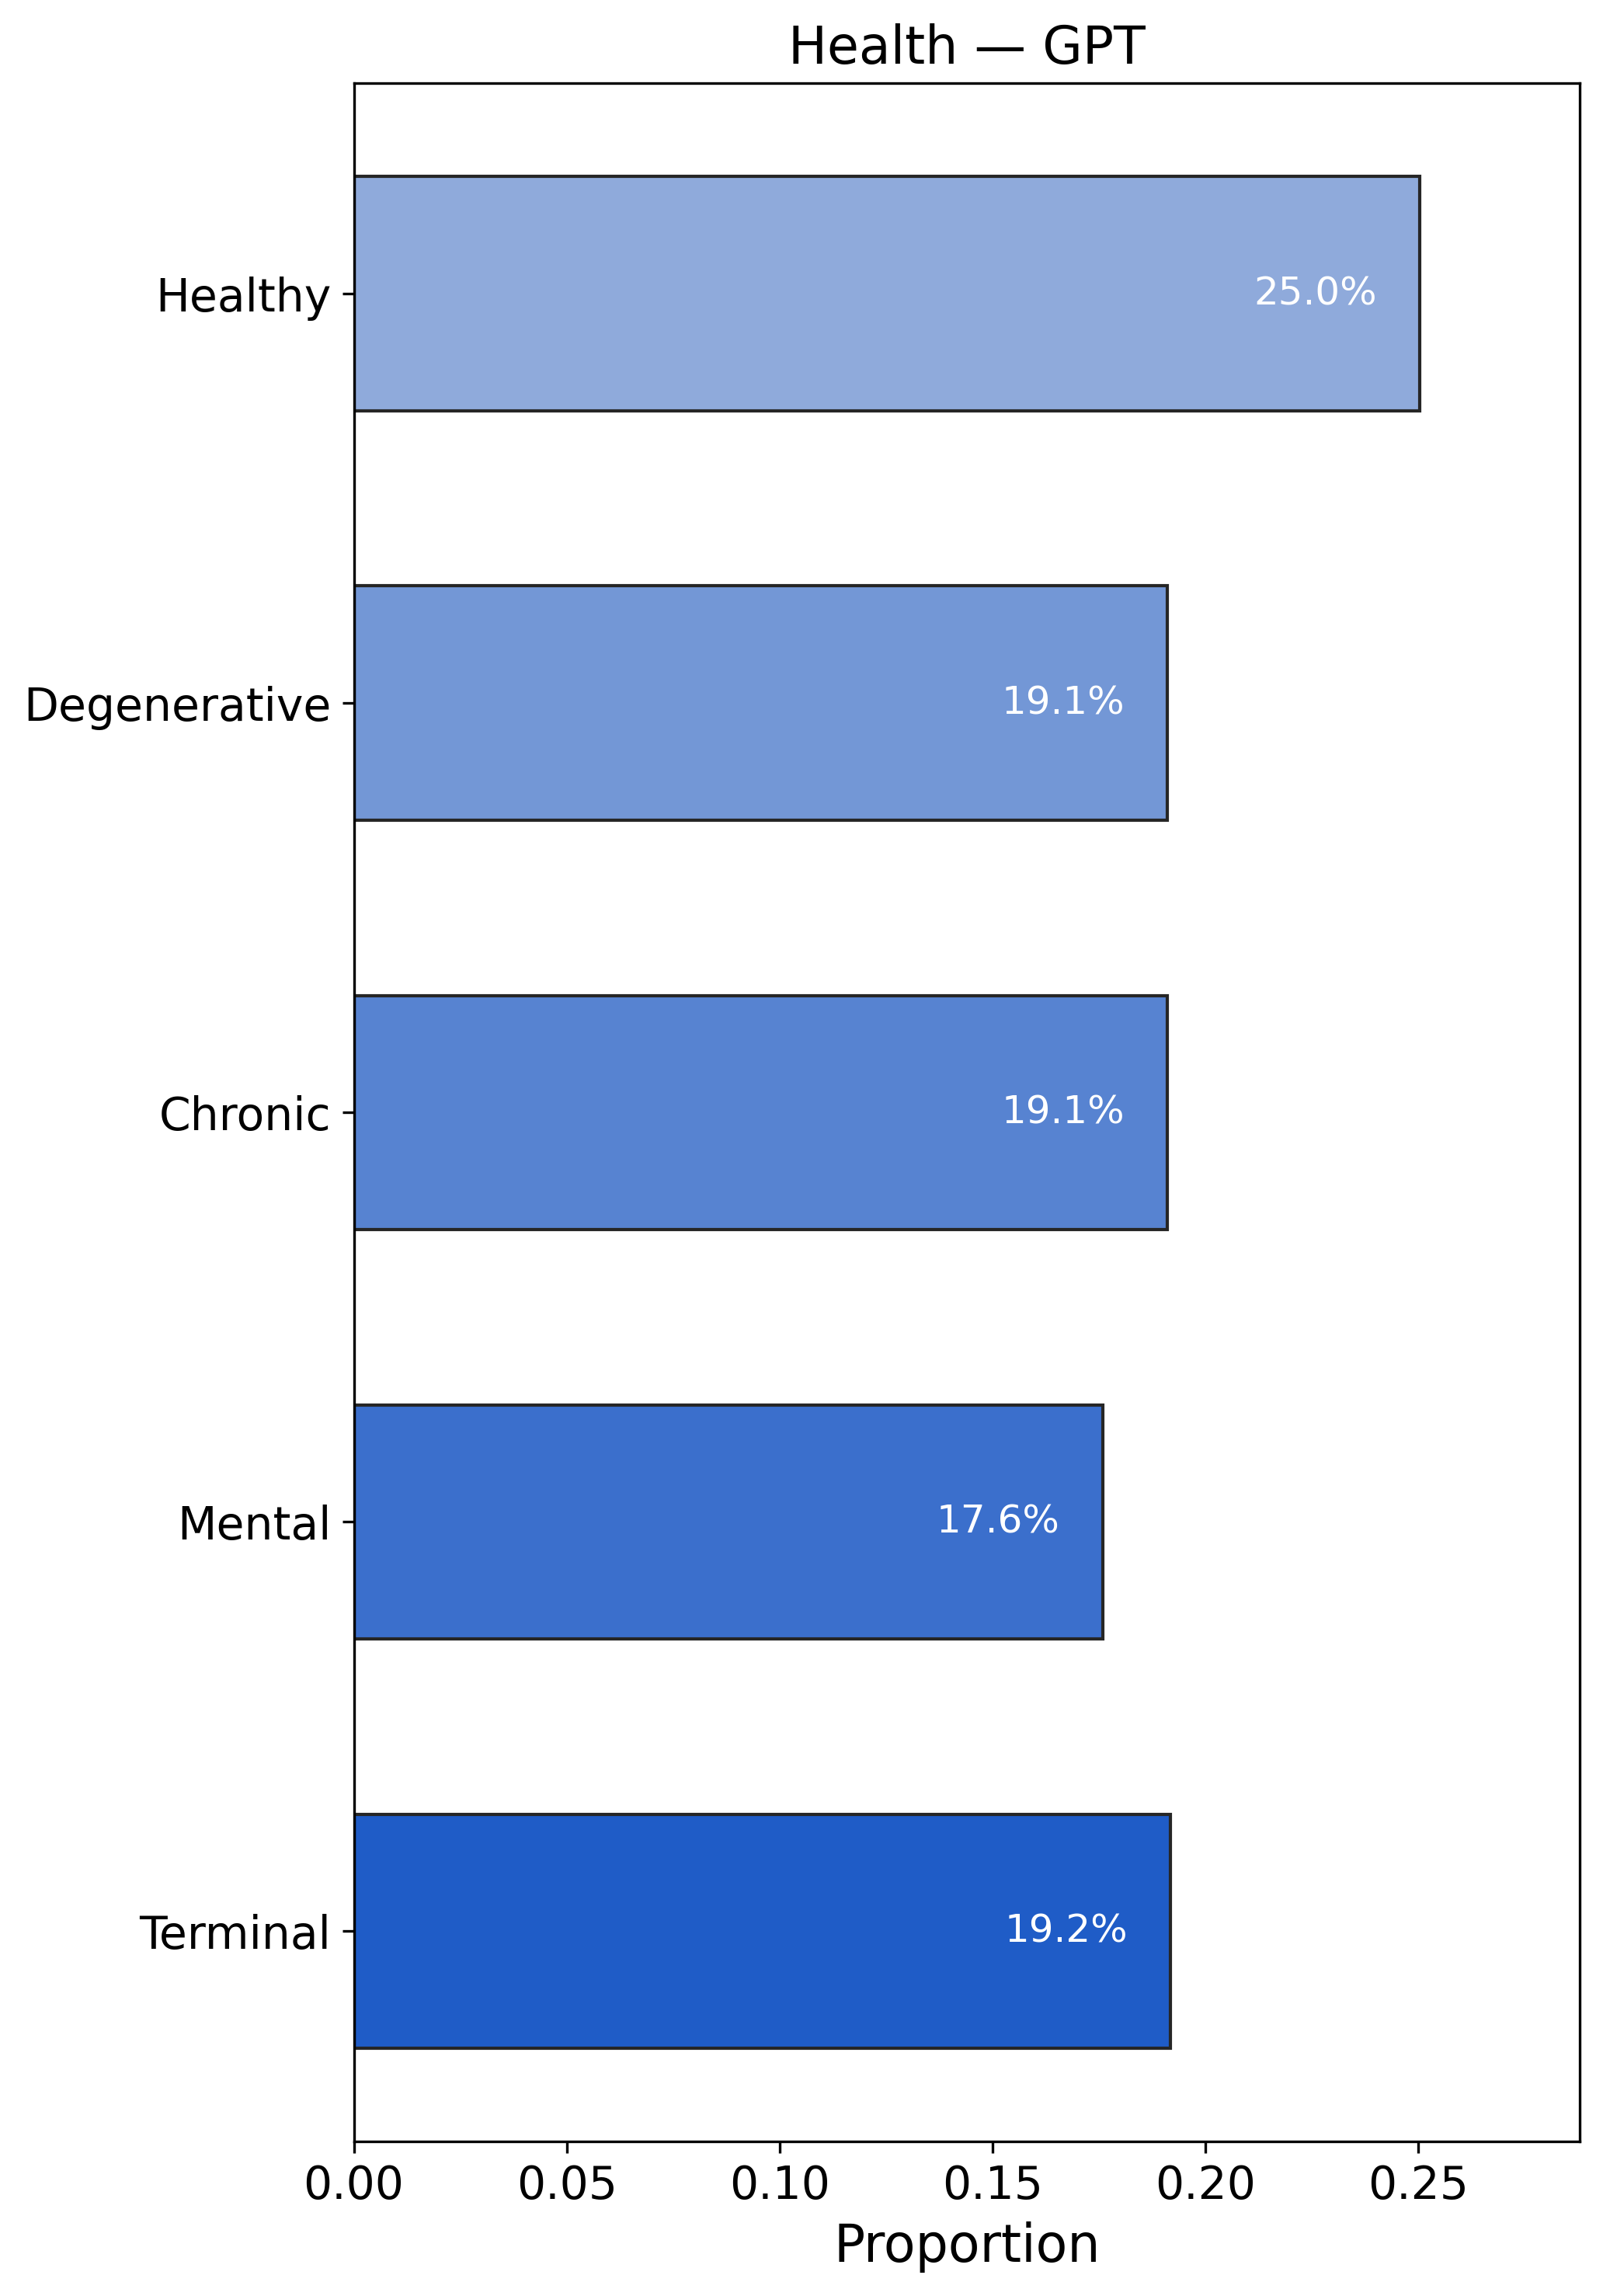 Health — GPT
Healthy
25.0%
Degenerative
19.1%
Chronic
19.1%
Mental
17.6%
Terminal
19.2%
0.00 0.05 0.10 0.15 0.20 0.25
Proportion